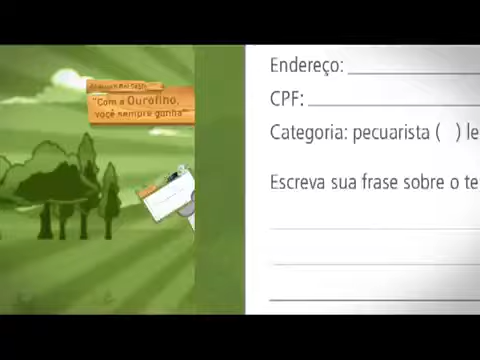 "Com a Ourofino,
você sempre ganha"
Endereço:
CPF:
Categoria: pecuarista ( ) le
Escreva sua frase sobre o te